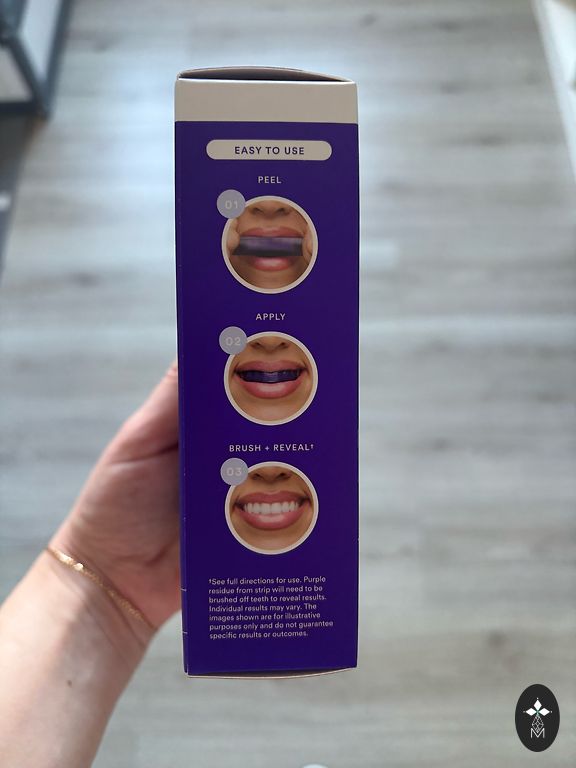 EASY TO USE
PEEL
01
APPLY
02
BRUSH + REVEAL†
03
†See full directions for use. Purple
residue from strip will need to be
brushed off teeth to reveal results.
Individual results may vary. The
images shown are for illustrative
purposes only and do not guarantee
specific results or outcomes.
M